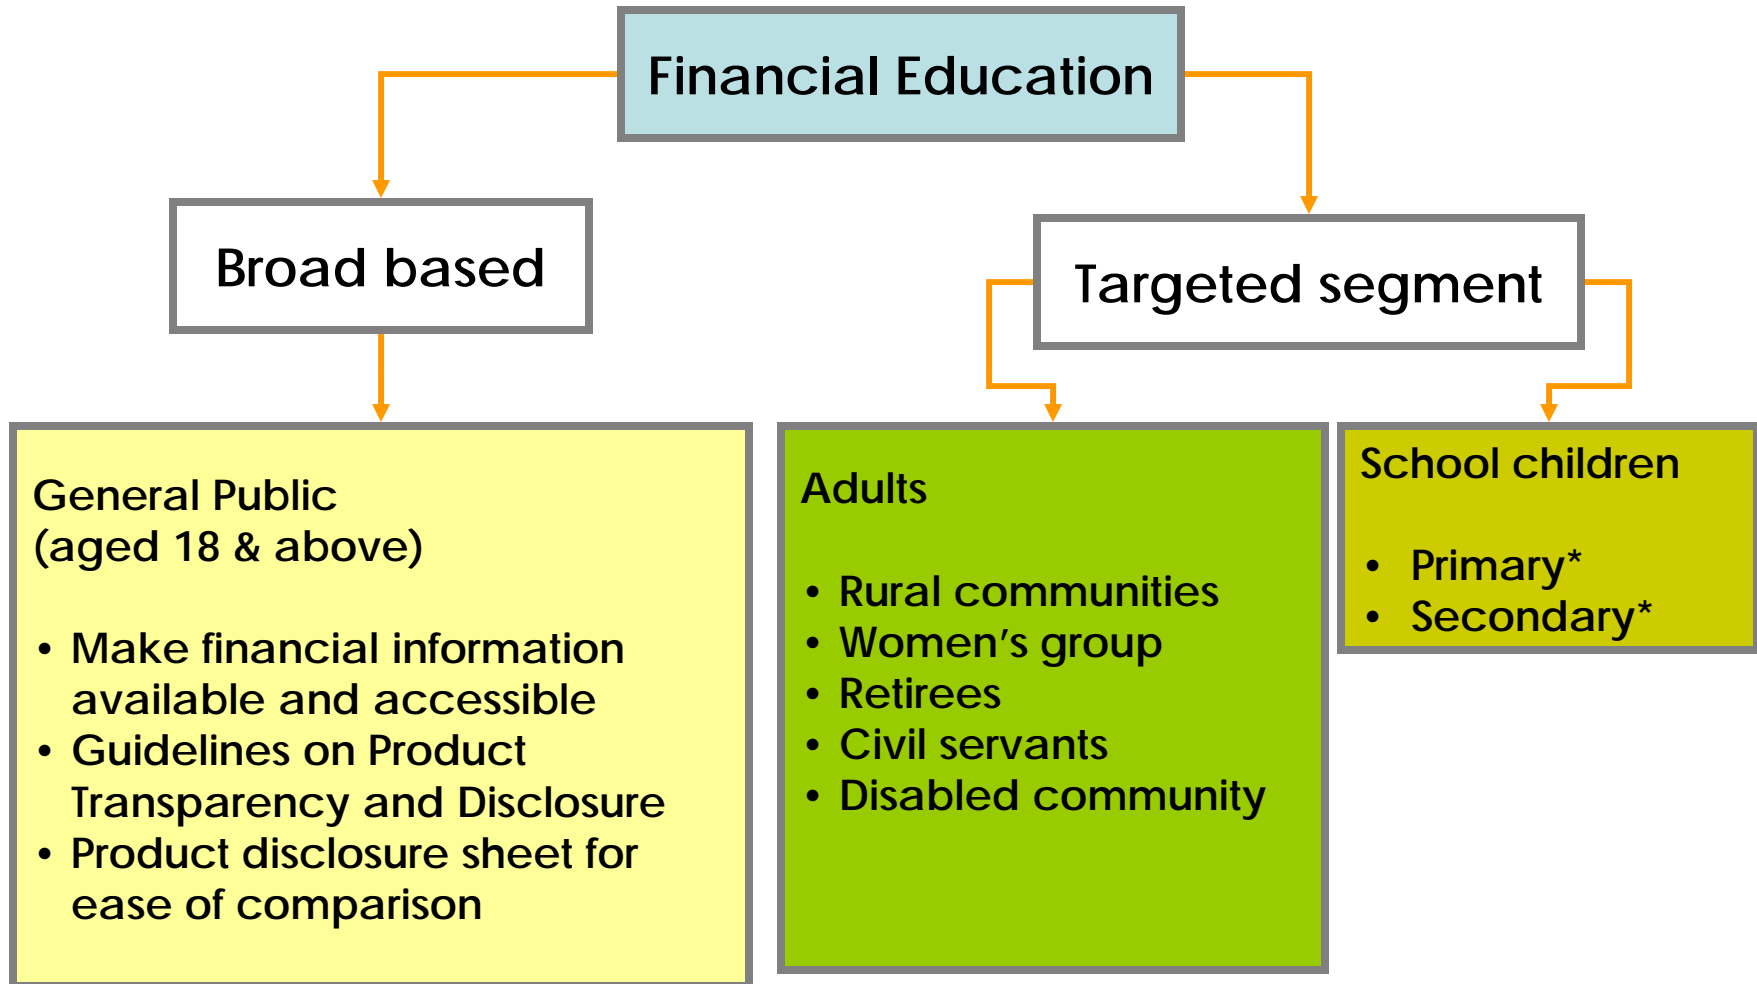 Financial Education
Broad based
Targeted segment
General Public
(aged 18 & above)
• Make financial information
available and accessible
• Guidelines on Product
Transparency and Disclosure
• Product disclosure sheet for
ease of comparison
Adults
• Rural communities
• Women’s group
• Retirees
• Civil servants
• Disabled community
School children
• Primary*
• Secondary*